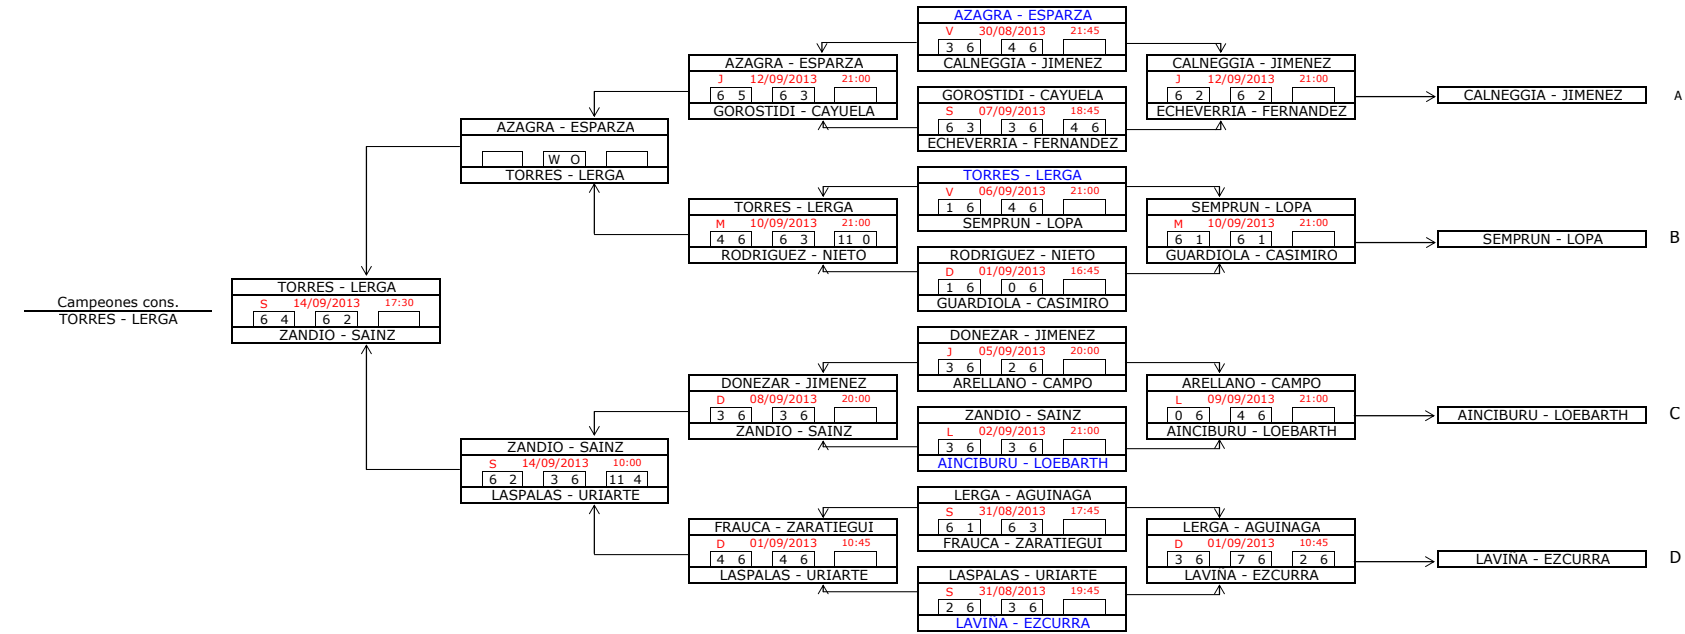 AZAGRA - ESPARZA
V 30/08/2013 21:45
3 6 4 6
CALNEGGIA - JIMENEZ
AZAGRA - ESPARZA
J 12/09/2013 21:00
6 5 6 3
GOROSTIDI - CAYUELA
CALNEGGIA - JIMENEZ
J 12/09/2013 21:00
6 2 6 2
ECHEVERRIA - FERNANDEZ
CALNEGGIA - JIMENEZ A
GOROSTIDI - CAYUELA
S 07/09/2013 18:45
6 3 3 6 4 6
ECHEVERRIA - FERNANDEZ
AZAGRA - ESPARZA
W O
TORRES - LERGA
TORRES - LERGA
V 06/09/2013 21:00
1 6 4 6
SEMPRUN - LOPA
TORRES - LERGA
M 10/09/2013 21:00
4 6 6 3 11 0
RODRIGUEZ - NIETO
SEMPRUN - LOPA
M 10/09/2013 21:00
6 1 6 1
GUARDIOLA - CASIMIRO
SEMPRUN - LOPA B
RODRIGUEZ - NIETO
D 01/09/2013 16:45
1 6 0 6
GUARDIOLA - CASIMIRO
Campeones cons.
TORRES - LERGA
TORRES - LERGA
S 14/09/2013 17:30
6 4 6 2
ZANDIO - SAINZ
DONEZAR - JIMENEZ
J 05/09/2013 20:00
3 6 2 6
ARELLANO - CAMPO
DONEZAR - JIMENEZ
D 08/09/2013 20:00
3 6 3 6
ZANDIO - SAINZ
ARELLANO - CAMPO
L 09/09/2013 21:00
0 6 4 6
AINCIBURU - LOEBARTH
AINCIBURU - LOEBARTH C
ZANDIO - SAINZ
L 02/09/2013 21:00
3 6 3 6
AINCIBURU - LOEBARTH
ZANDIO - SAINZ
S 14/09/2013 10:00
6 2 3 6 11 4
LASPALAS - URIARTE
LERGA - AGUINAGA
S 31/08/2013 17:45
6 1 6 3
FRAUCA - ZARATIEGUI
FRAUCA - ZARATIEGUI
D 01/09/2013 10:45
4 6 4 6
LASPALAS - URIARTE
LERGA - AGUINAGA
D 01/09/2013 10:45
3 6 7 6 2 6
LAVIÑA - EZCURRA
LAVIÑA - EZCURRA D
LASPALAS - URIARTE
S 31/08/2013 19:45
2 6 3 6
LAVIÑA - EZCURRA